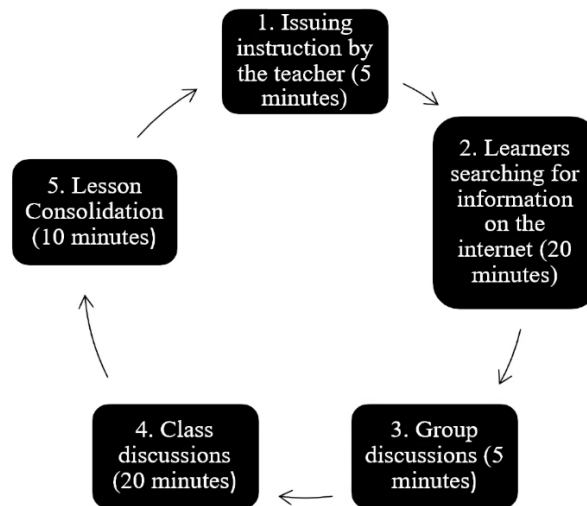 1. Issuing
instruction by
the teacher (5
minutes)
2. Learners
searching for
information
on the
internet (20
minutes)
3. Group
discussions (5
minutes)
4. Class
discussions
(20 minutes)
5. Lesson
Consolidation
(10 minutes)